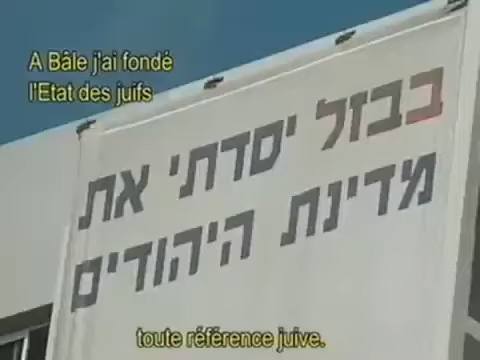 A Bâle j'ai fondé
l'Etat des juifs
בבזל יסדתי את
מדינת היהודים
toute référence juive.